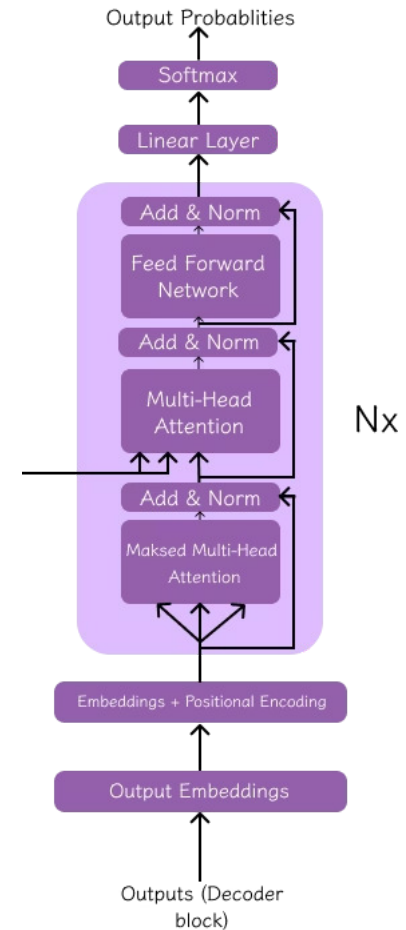 Output Probablities
Softmax
Linear Layer
Add & Norm
Feed Forward
Network
Add & Norm
Multi-Head
Attention
Nx
Add & Norm
Maksed Multi-Head
Attention
Embeddings + Positional Encoding
Output Embeddings
Outputs (Decoder
block)